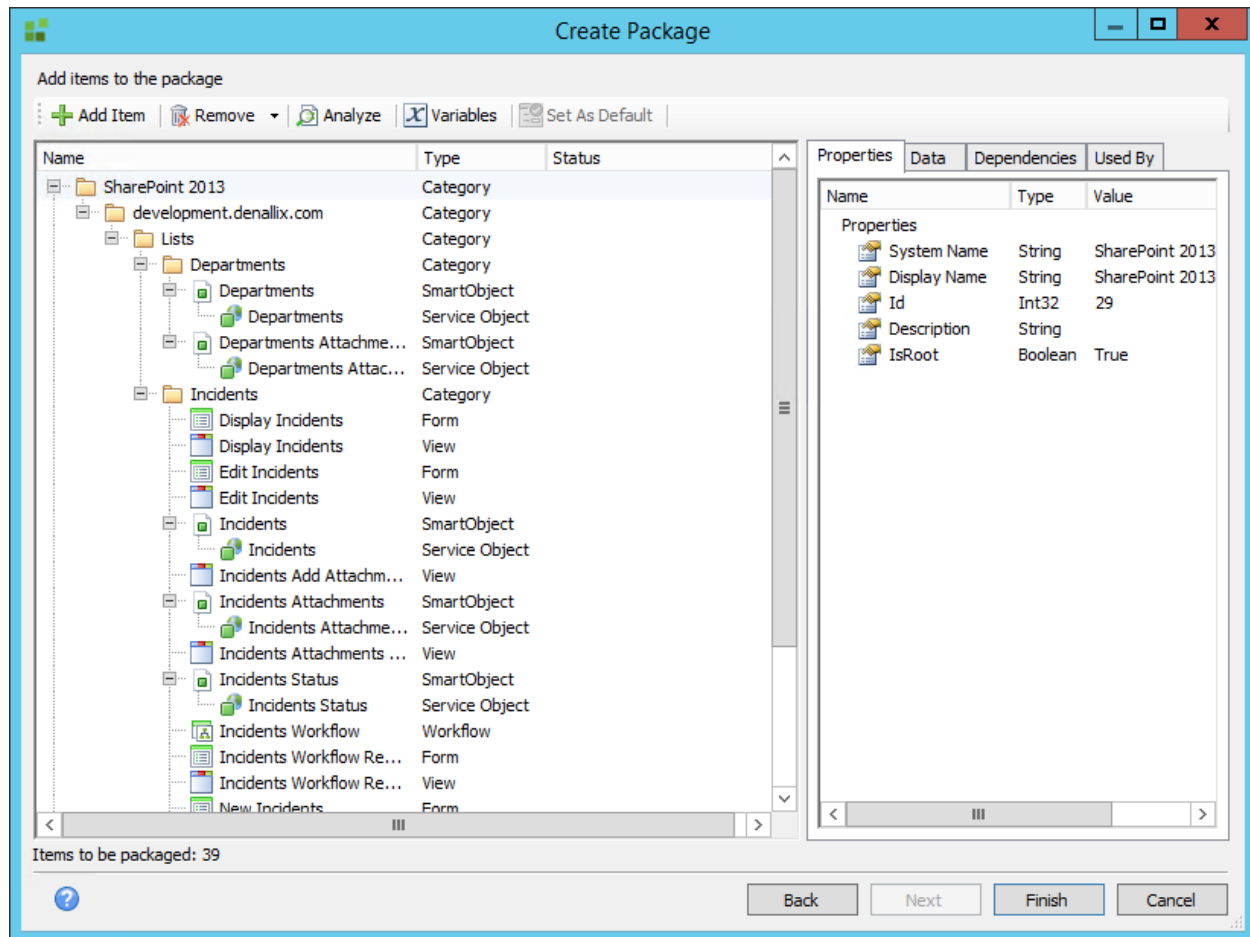 Create Package
Add items to the package
Add Item Remove Analyze Variables Set As Default
Name Type Status
SharePoint 2013 Category
development.denallix.com Category
Lists Category
Departments Category
Departments SmartObject
Departments Service Object
Departments Attachme... SmartObject
Departments Attac... Service Object
Incidents Category
Display Incidents Form
Display Incidents View
Edit Incidents Form
Edit Incidents View
Incidents SmartObject
Incidents Service Object
Incidents Add Attachm... View
Incidents Attachments SmartObject
Incidents Attachme... Service Object
Incidents Attachments ... View
Incidents Status SmartObject
Incidents Status Service Object
Incidents Workflow Workflow
Incidents Workflow Re... Form
Incidents Workflow Re... View
New Incidents Form
Properties Data Dependencies Used By
Name Type Value
Properties
System Name String SharePoint 2013
Display Name String SharePoint 2013
Id Int32 29
Description String
IsRoot Boolean True
Items to be packaged: 39
Back Next Finish Cancel